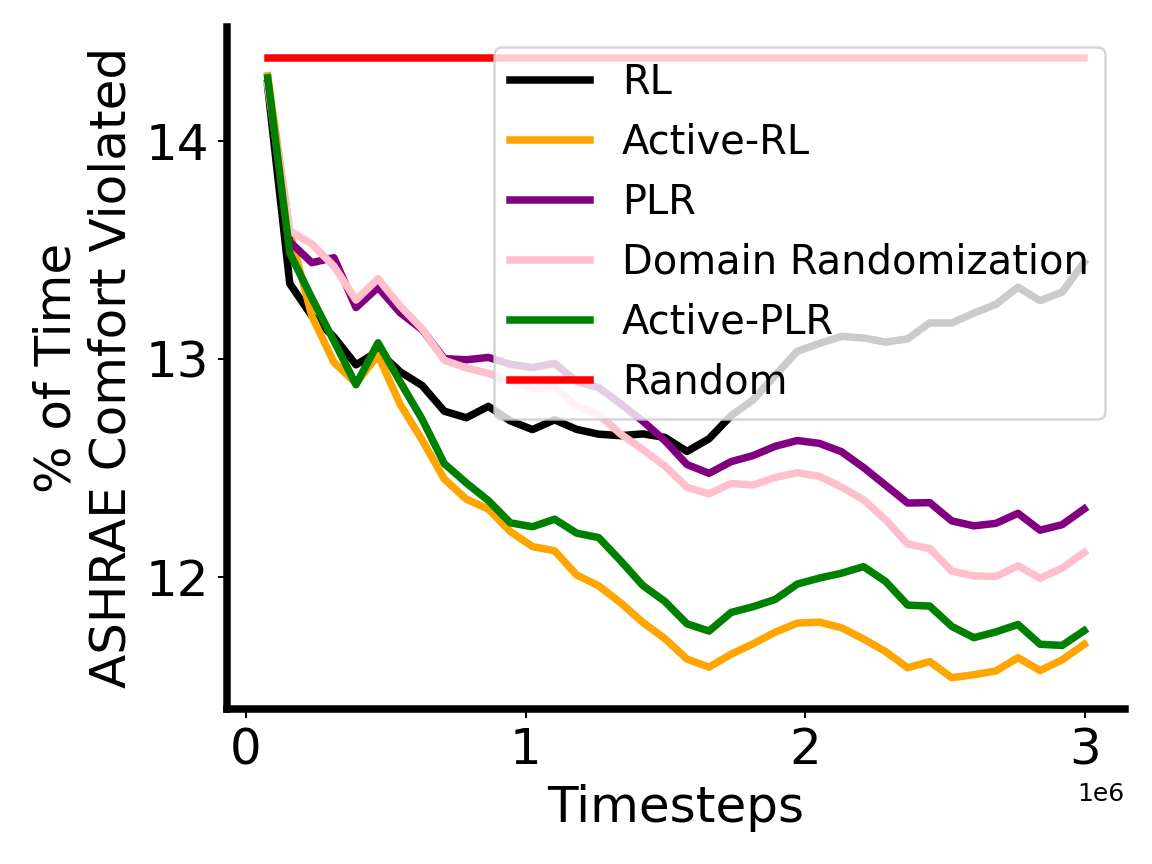 % of Time
ASHRAE Comfort Violated
14
13
12
RL
Active-RL
PLR
Domain Randomization
Active-PLR
Random
0
1
2
3
1e6
Timesteps